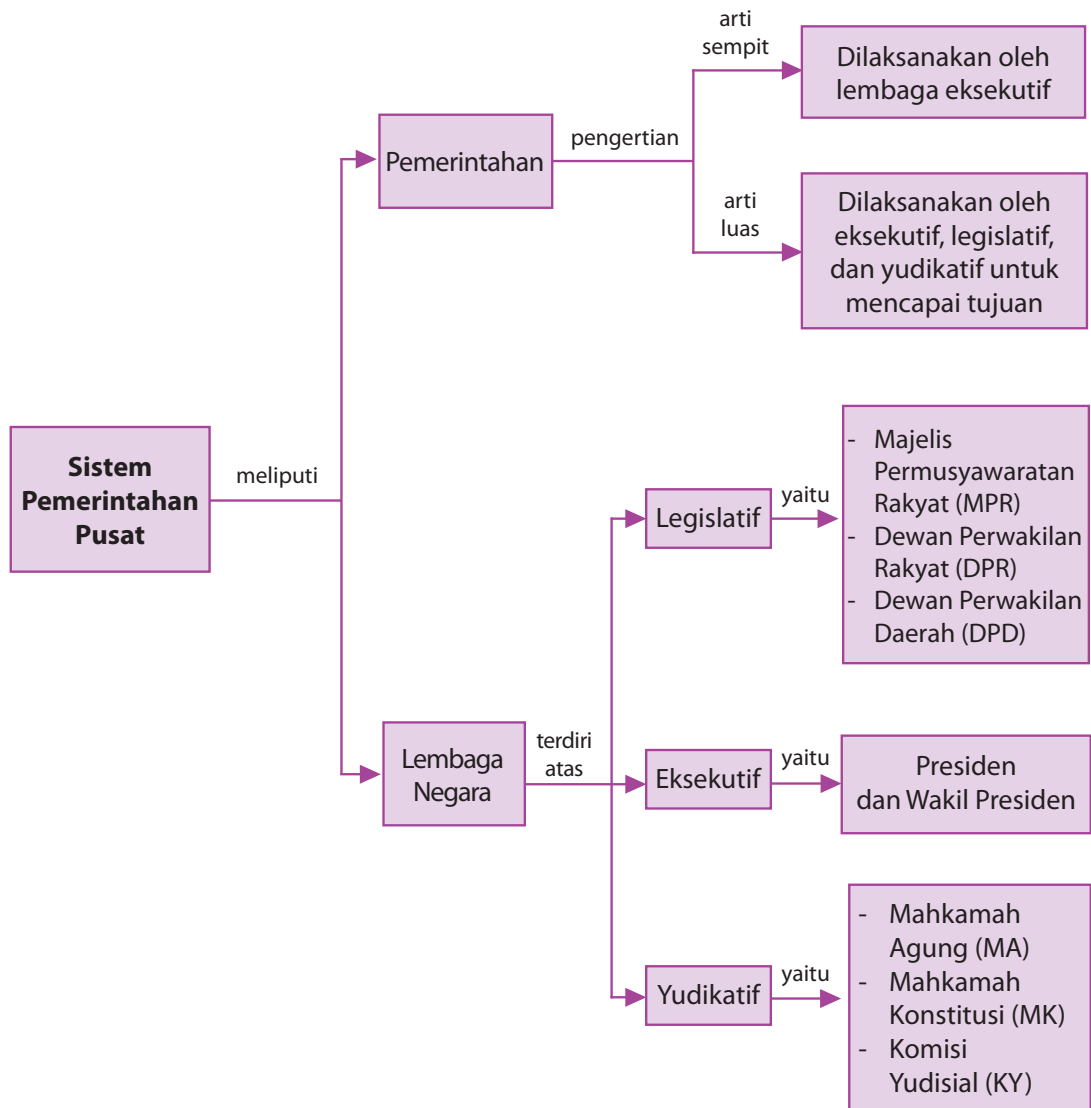 Sistem
Pemerintahan
Pusat
meliputi
Pemerintahan
pengertian
arti
sempit
Dilaksanakan oleh
lembaga eksekutif
arti
luas
Dilaksanakan oleh
eksekutif, legislatif,
dan yudikatif untuk
mencapai tujuan
Lembaga
Negara
terdiri
atas
Legislatif
yaitu
- Majelis
Permusyawaratan
Rakyat (MPR)
- Dewan Perwakilan
Rakyat (DPR)
- Dewan Perwakilan
Daerah (DPD)
Eksekutif
yaitu
Presiden
dan Wakil Presiden
Yudikatif
yaitu
- Mahkamah
Agung (MA)
- Mahkamah
Konstitusi (MK)
- Komisi
Yudisial (KY)